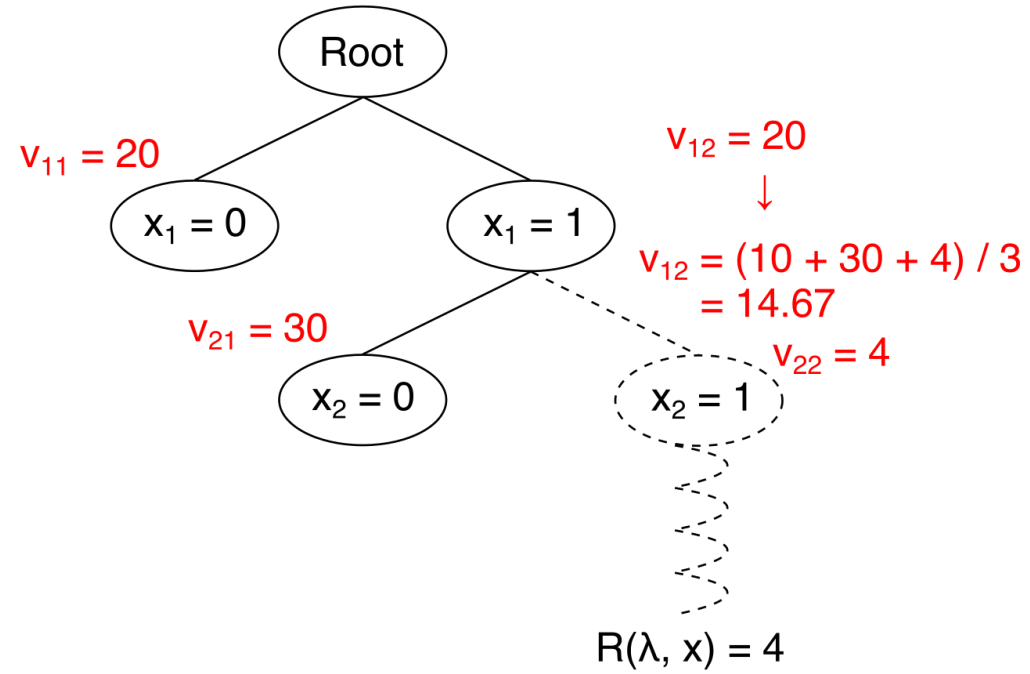 Root
v₁₁ = 20
v₁₂ = 20
↓
x₁ = 0
x₁ = 1
v₁₂ = (10 + 30 + 4) / 3
= 14.67
v₂₁ = 30
v₂₂ = 4
x₂ = 0
x₂ = 1
R(λ, x) = 4